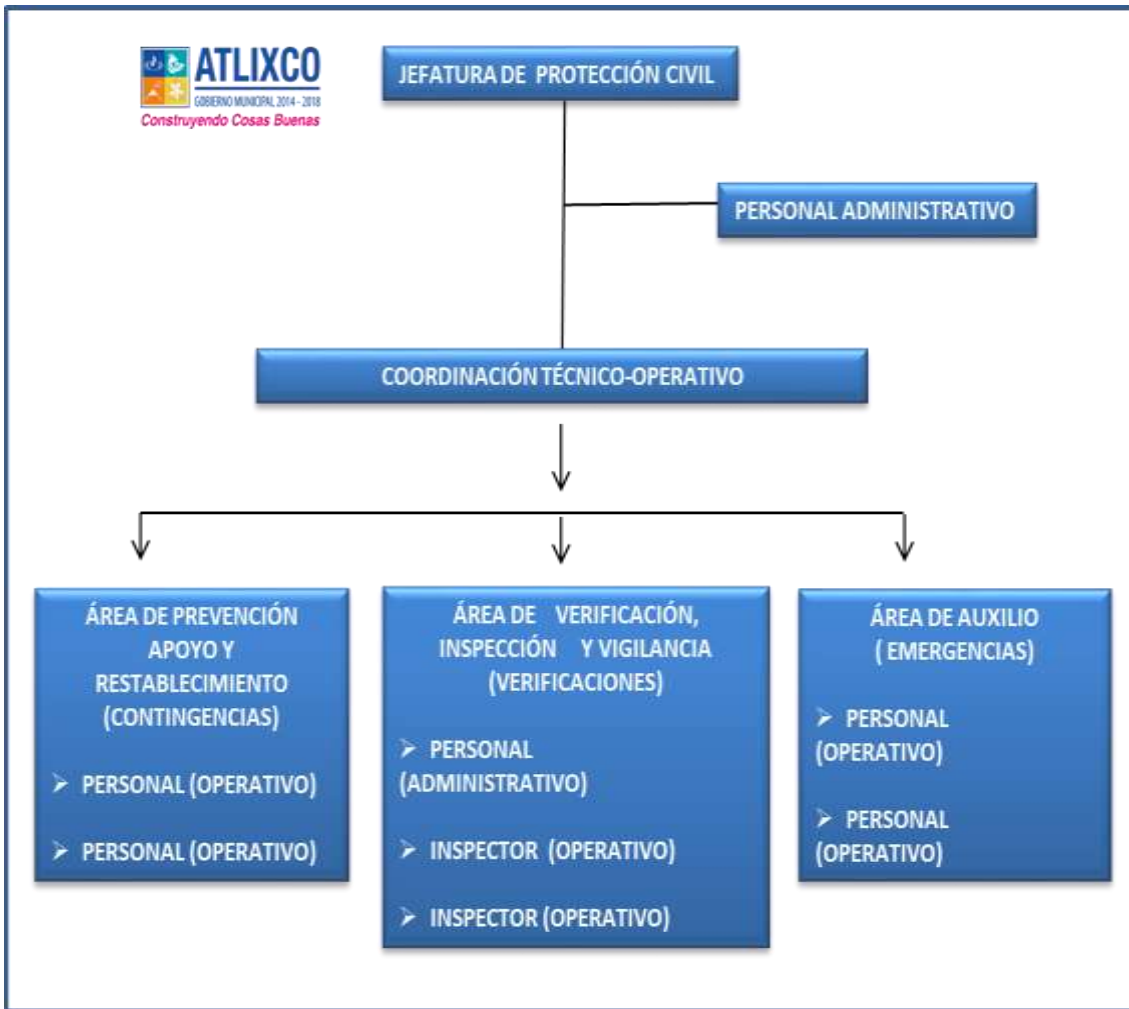 ATLIXCO
GOBIERNO MUNICIPAL 2014 - 2018
Construyendo Cosas Buenas
JEFATURA DE PROTECCIÓN CIVIL
PERSONAL ADMINISTRATIVO
COORDINACIÓN TÉCNICO-OPERATIVO
ÁREA DE PREVENCIÓN
APOYO Y
RESTABLECIMIENTO
(CONTINGENCIAS)
➢ PERSONAL (OPERATIVO)
➢ PERSONAL (OPERATIVO)
ÁREA DE VERIFICACIÓN,
INSPECCIÓN Y VIGILANCIA
(VERIFICACIONES)
➢ PERSONAL
(ADMINISTRATIVO)
➢ INSPECTOR (OPERATIVO)
➢ INSPECTOR (OPERATIVO)
ÁREA DE AUXILIO
( EMERGENCIAS)
➢ PERSONAL
(OPERATIVO)
➢ PERSONAL
(OPERATIVO)